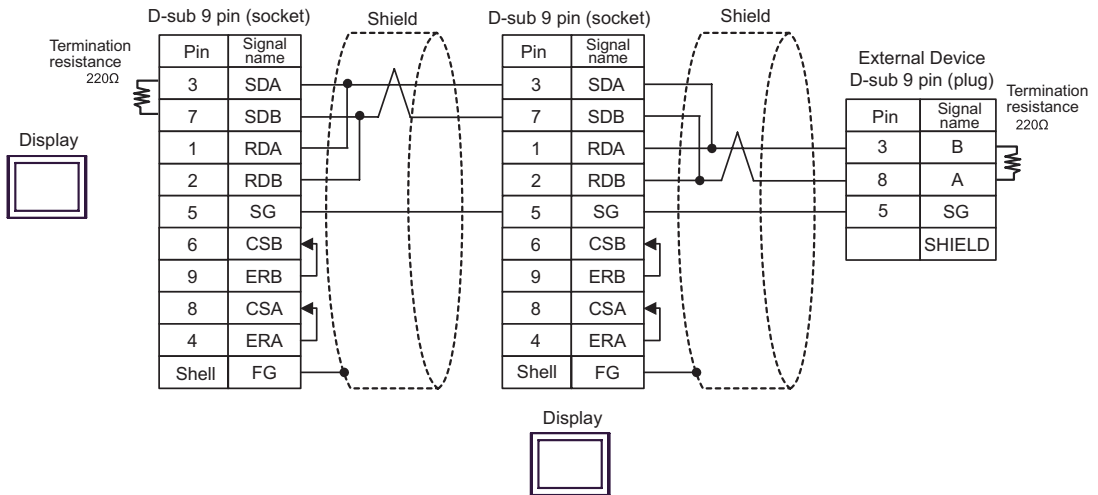 D-sub 9 pin (socket)
Shield
D-sub 9 pin (socket)
Shield
Termination
resistance
220Ω
Pin Signal name
3 SDA
7 SDB
1 RDA
2 RDB
5 SG
6 CSB
9 ERB
8 CSA
4 ERA
Shell FG
Display
Pin Signal name
3 SDA
7 SDB
1 RDA
2 RDB
5 SG
6 CSB
9 ERB
8 CSA
4 ERA
Shell FG
Display
External Device
D-sub 9 pin (plug)
Pin Signal name
3 B
8 A
5 SG
SHIELD
Termination
resistance
220Ω